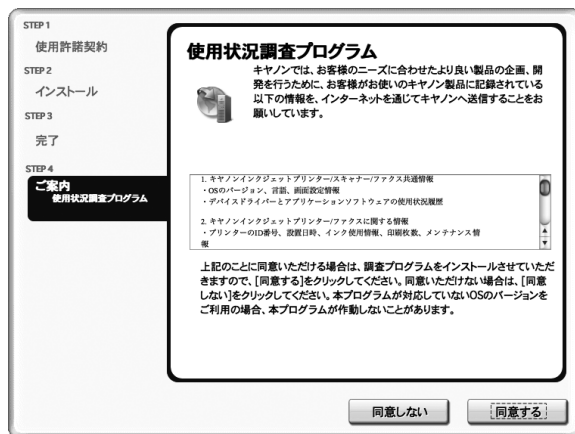 STEP 1
使用許諾契約
STEP 2
インストール
STEP 3
完了
STEP 4
ご案内
使用状況調査プログラム
使用状況調査プログラム
キヤノンでは、お客様のニーズに合わせたより良い製品の企画、開
発を行うために、お客様がお使いのキヤノン製品に記録されている
以下の情報を、インターネットを通じてキヤノンへ送信することをお
願いしています。
1. キヤノンインクジェットプリンター/スキャナー/ファクス共通情報
・OSのバージョン、言語、画面設定情報
・デバイスドライバーとアプリケーションソフトウェアの使用状況履歴
2. キヤノンインクジェットプリンター/ファクスに関する情報
・プリンターのID番号、設置日時、インク使用情報、印刷枚数、メンテナンス情
報
上記のことに同意いただける場合は、調査プログラムをインストールさせていただ
きますので、[同意する]をクリックしてください。同意いただけない場合は、[同意
しない]をクリックしてください。本プログラムが対応していないOSのバージョンを
ご利用の場合、本プログラムが作動しないことがあります。
同意しない
同意する